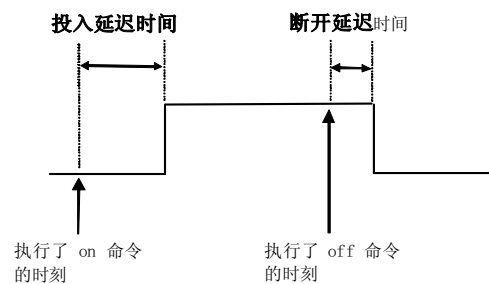 投入延迟时间
断开延迟时间
执行了 on 命令
的时刻
执行了 off 命令
的时刻